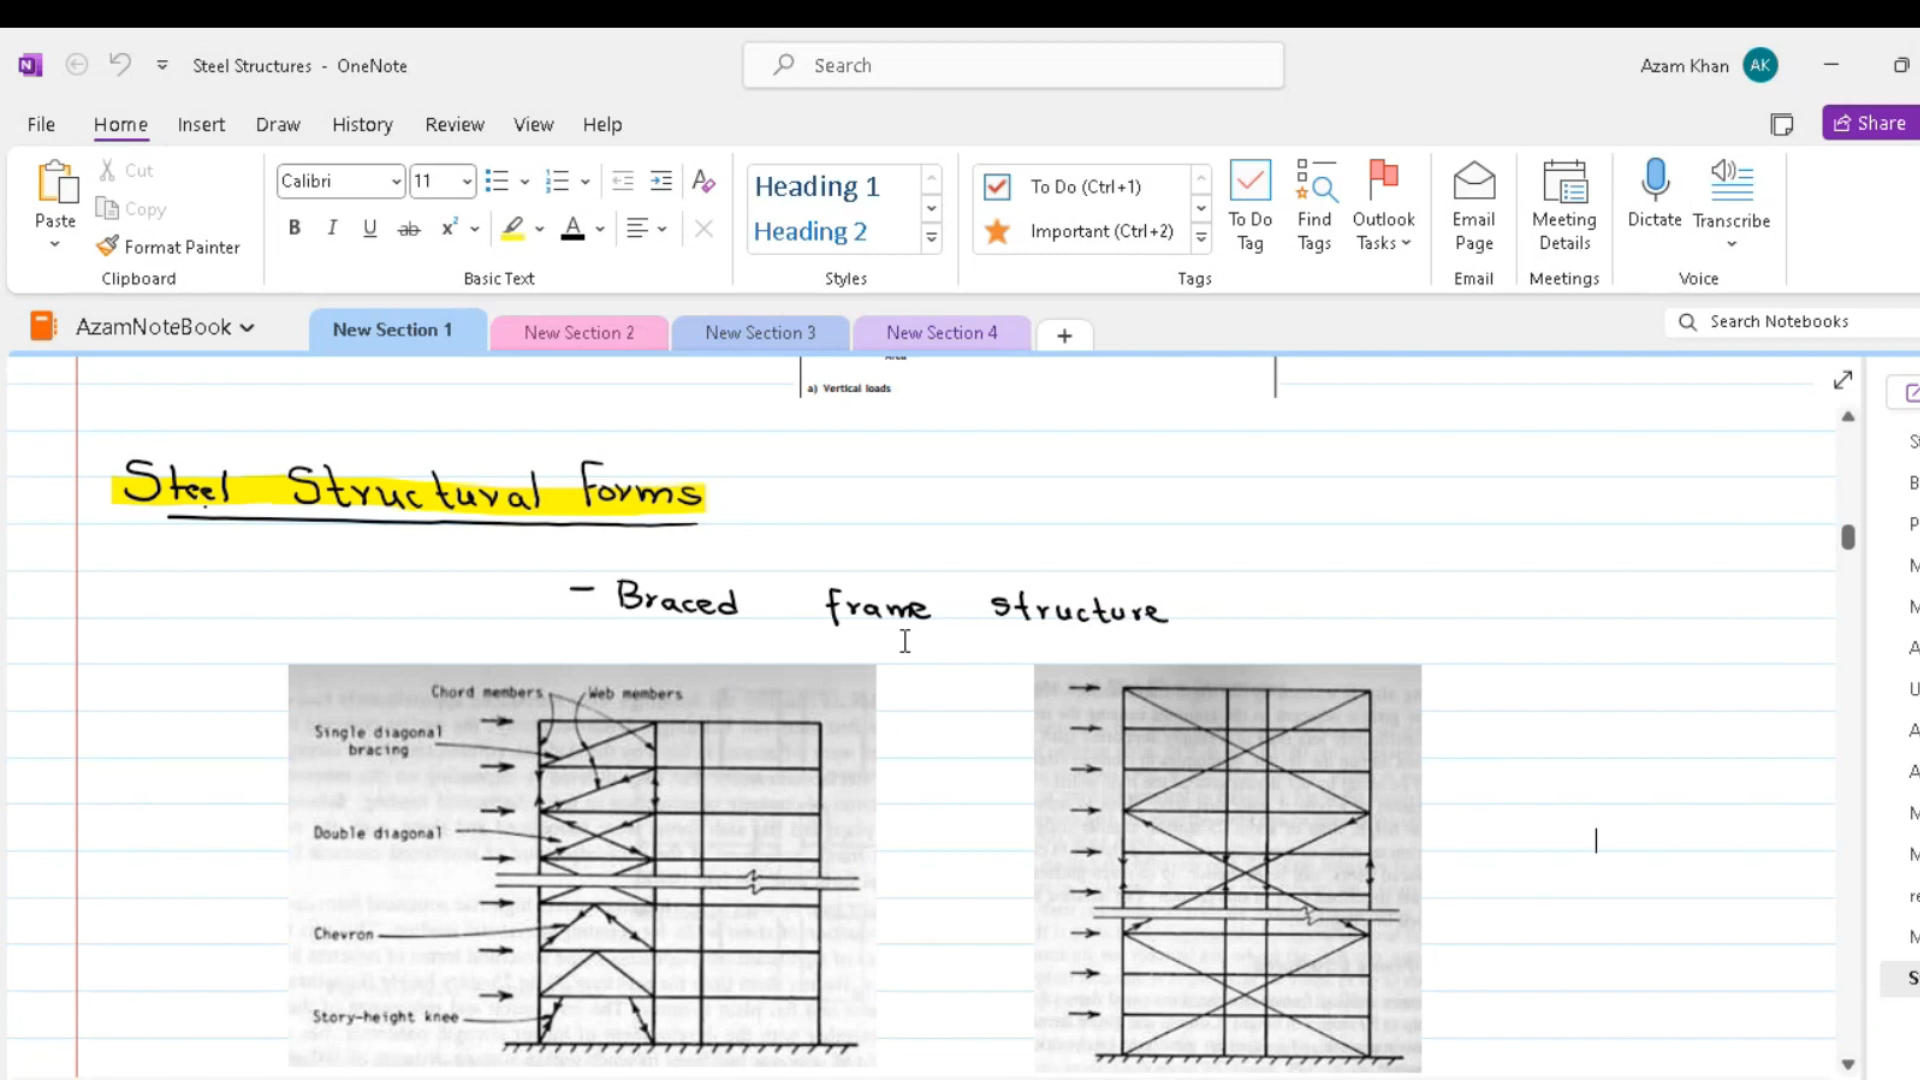 Steel Structures - OneNote
Search
Azam Khan
AK
File
Home
Insert
Draw
History
Review
View
Help
Share
Paste
Cut
Copy
Format Painter
Clipboard
Calibri
11
B I U ab x²
A
Basic Text
Heading 1
Heading 2
Styles
To Do (Ctrl+1)
Important (Ctrl+2)
Tags
To Do
Tag
Find
Tags
Outlook
Tasks
Email
Page
Email
Meeting
Details
Meetings
Dictate
Transcribe
Voice
AzamNoteBook
New Section 1
New Section 2
New Section 3
New Section 4
+
Search Notebooks
Area
a) Vertical loads
Steel Structural Forms
- Braced frame structure
Chord members
Web members
Single diagonal
bracing
Double diagonal
Chevron
Story-height knee